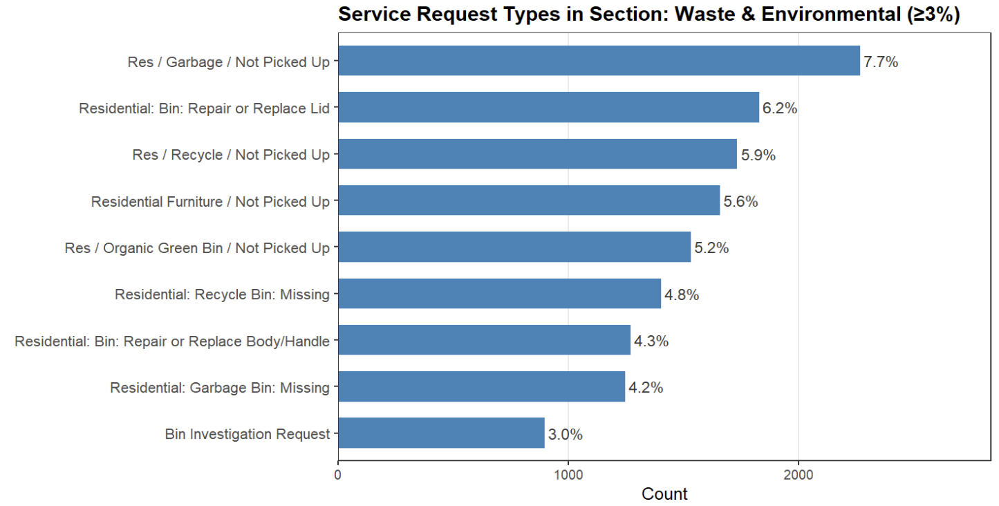 Service Request Types in Section: Waste & Environmental (≥3%)
Res / Garbage / Not Picked Up 7.7%
Residential: Bin: Repair or Replace Lid 6.2%
Res / Recycle / Not Picked Up 5.9%
Residential Furniture / Not Picked Up 5.6%
Res / Organic Green Bin / Not Picked Up 5.2%
Residential: Recycle Bin: Missing 4.8%
Residential: Bin: Repair or Replace Body/Handle 4.3%
Residential: Garbage Bin: Missing 4.2%
Bin Investigation Request 3.0%
0 1000 2000
Count